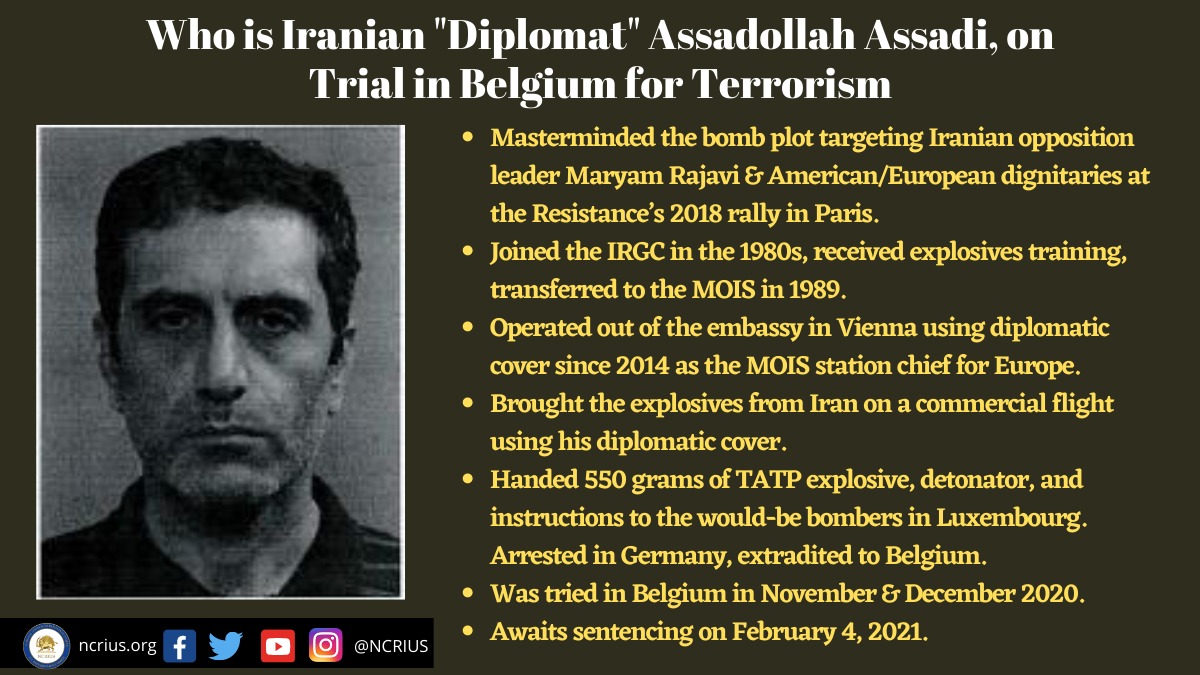 Who is Iranian "Diplomat" Assadollah Assadi, on
Trial in Belgium for Terrorism
• Masterminded the bomb plot targeting Iranian opposition
leader Maryam Rajavi & American/European dignitaries at
the Resistance’s 2018 rally in Paris.
• Joined the IRGC in the 1980s, received explosives training,
transferred to the MOIS in 1989.
• Operated out of the embassy in Vienna using diplomatic
cover since 2014 as the MOIS station chief for Europe.
• Brought the explosives from Iran on a commercial flight
using his diplomatic cover.
• Handed 550 grams of TATP explosive, detonator, and
instructions to the would-be bombers in Luxembourg.
Arrested in Germany, extradited to Belgium.
• Was tried in Belgium in November & December 2020.
• Awaits sentencing on February 4, 2021.
ncrius.org @NCRIUS